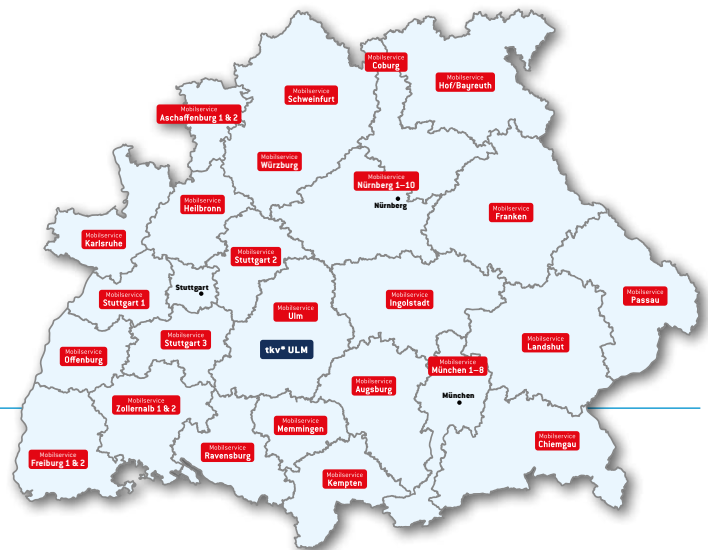 Mobilservice
Coburg
Mobilservice
Hof/Bayreuth
Mobilservice
Schweinfurt
Mobilservice
Aschaffenburg 1 & 2
Mobilservice
Würzburg
Mobilservice
Nürnberg 1–10
Nürnberg
Mobilservice
Heilbronn
Mobilservice
Franken
Mobilservice
Karlsruhe
Mobilservice
Stuttgart 2
Stuttgart
Mobilservice
Stuttgart 1
Mobilservice
Ingolstadt
Mobilservice
Passau
Mobilservice
Ulm
Mobilservice
Stuttgart 3
Mobilservice
Landshut
tkv® ULM
Mobilservice
Offenburg
Mobilservice
München 1–8
Mobilservice
Augsburg
München
Mobilservice
Zollernalb 1 & 2
Mobilservice
Memmingen
Mobilservice
Chiemgau
Mobilservice
Ravensburg
Mobilservice
Freiburg 1 & 2
Mobilservice
Kempten